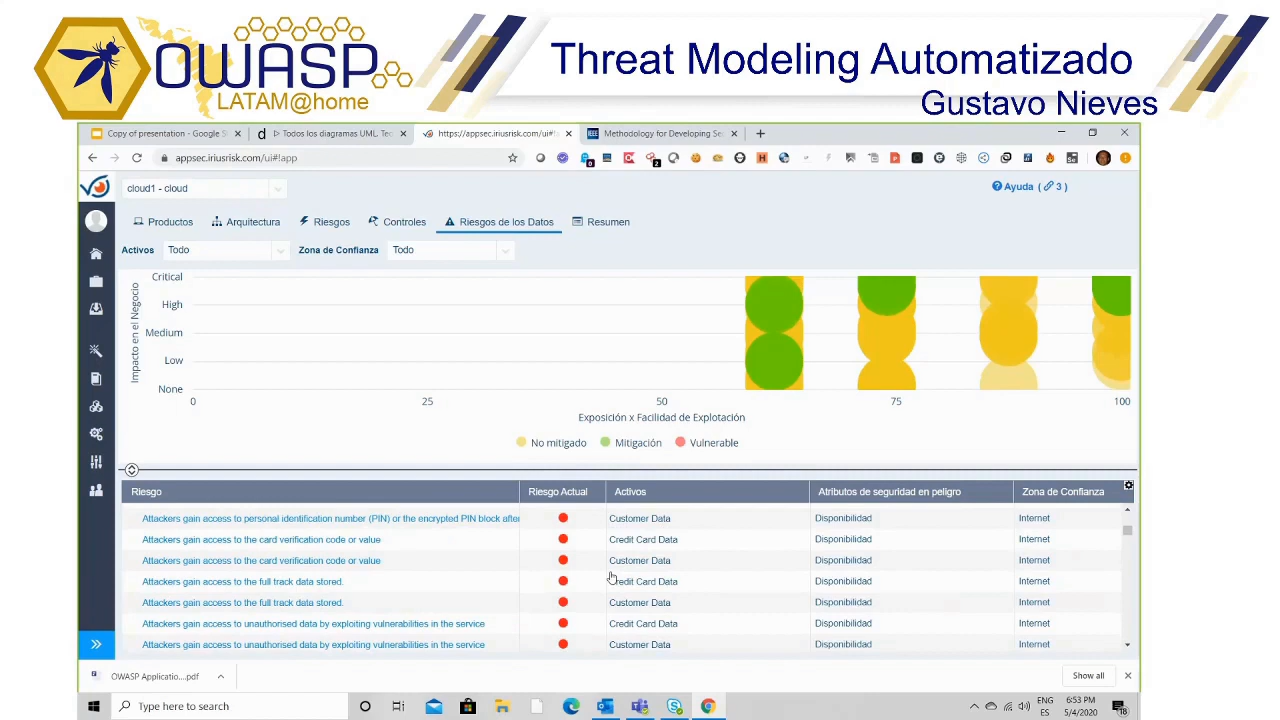 OWASP
LATAM@home
Threat Modeling Automatizado
Gustavo Nieves
Copy of presentation - Google S
Todos los diagramas UML. Teo
https://appsec.iriusrisk.com/ui#!a
Methodology for Developing Se
appsec.iriusrisk.com/ui#!app
cloud1 - cloud
Ayuda ( 3 )
Productos
Arquitectura
Riesgos
Controles
Riesgos de los Datos
Resumen
Activos
Todo
Zona de Confianza
Todo
Impacto en el Negocio
Critical
High
Medium
Low
None
0
25
50
75
100
Exposición x Facilidad de Explotación
No mitigado
Mitigación
Vulnerable
Riesgo
Riesgo Actual
Activos
Atributos de seguridad en peligro
Zona de Confianza
Attackers gain access to personal identification number (PIN) or the encrypted PIN block after
Customer Data
Disponibilidad
Internet
Attackers gain access to the card verification code or value
Credit Card Data
Disponibilidad
Internet
Attackers gain access to the card verification code or value
Customer Data
Disponibilidad
Internet
Attackers gain access to the full track data stored.
Credit Card Data
Disponibilidad
Internet
Attackers gain access to the full track data stored.
Customer Data
Disponibilidad
Internet
Attackers gain access to unauthorised data by exploiting vulnerabilities in the service
Credit Card Data
Disponibilidad
Internet
Attackers gain access to unauthorised data by exploiting vulnerabilities in the service
Customer Data
Disponibilidad
Internet
OWASP Applicatio....pdf
Show all
Type here to search
ENG
ES
6:53 PM
5/4/2020
18